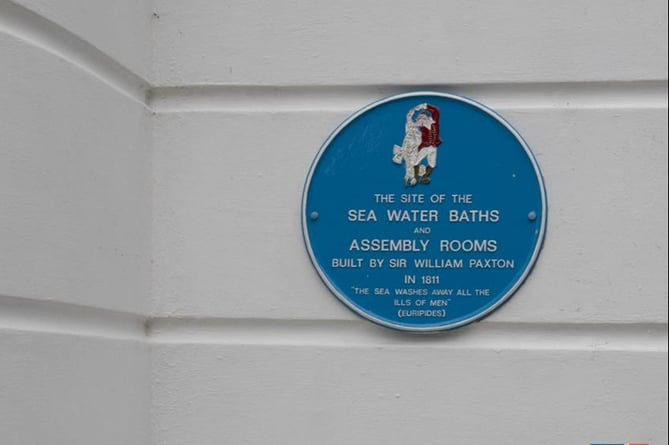 THE SITE OF THE
SEA WATER BATHS
AND
ASSEMBLY ROOMS
BUILT BY SIR WILLIAM PAXTON
IN 1811
"THE SEA WASHES AWAY ALL THE
ILLS OF MEN"
(EURIPIDES)